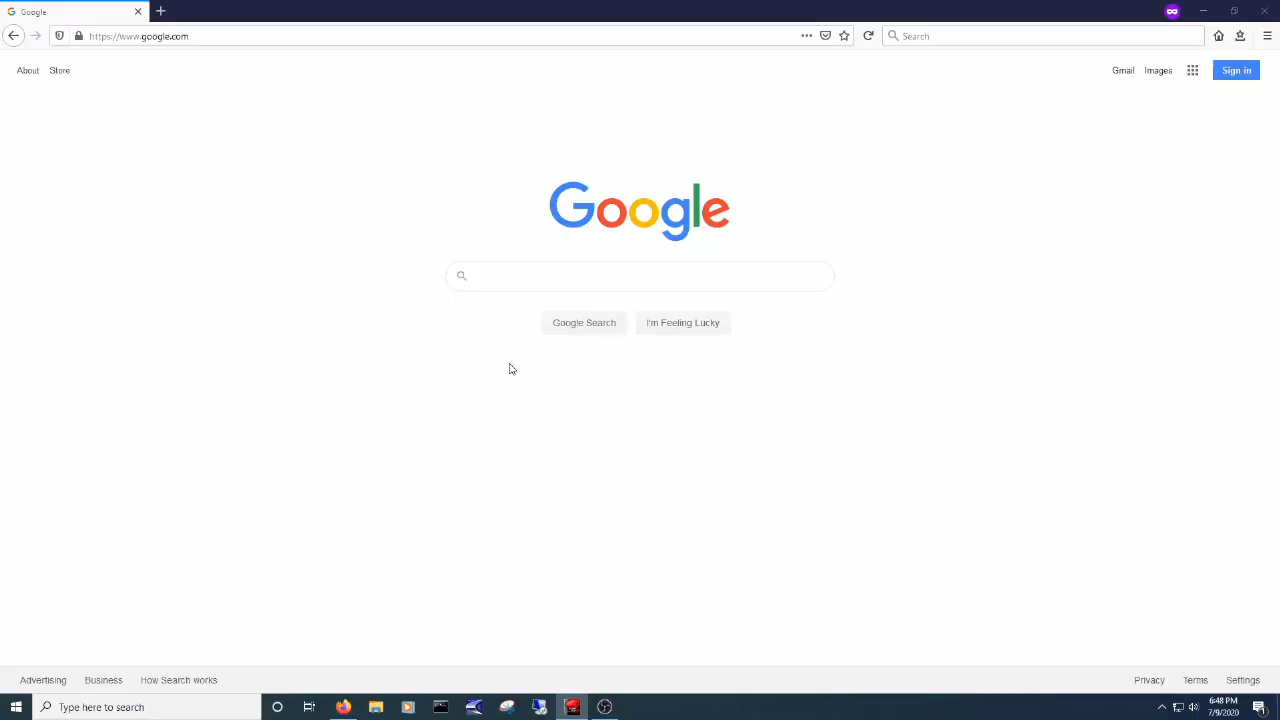 Google
https://www.google.com
Search
About Store
Gmail Images Sign in
Google
Google Search I'm Feeling Lucky
Advertising Business How Search works
Privacy Terms Settings
Type here to search
6:48 PM
7/9/2020